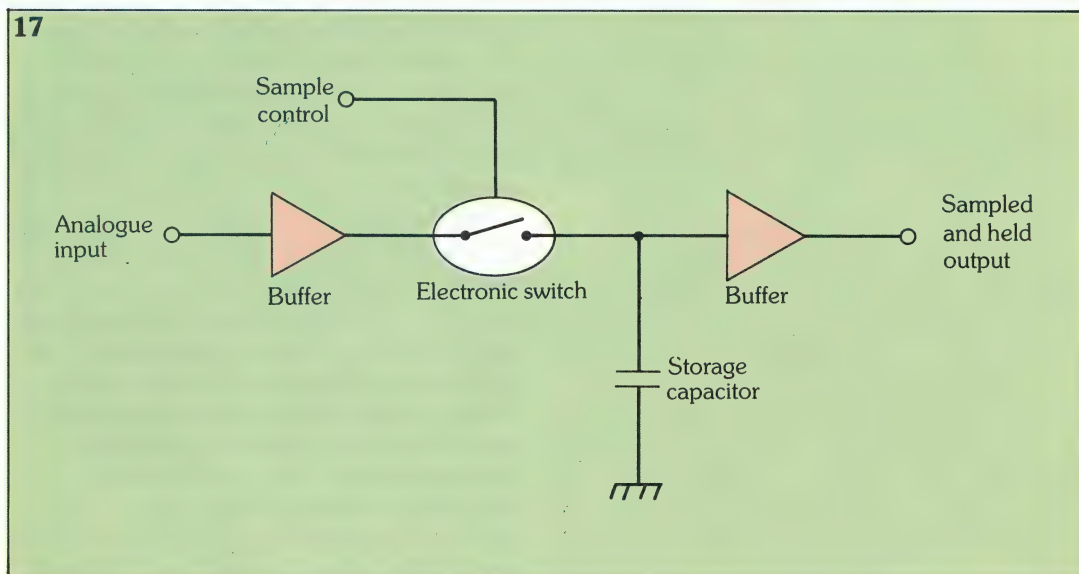 17
Sample
control
Analogue
input
Buffer
Electronic switch
Buffer
Sampled
and held
output
Storage
capacitor